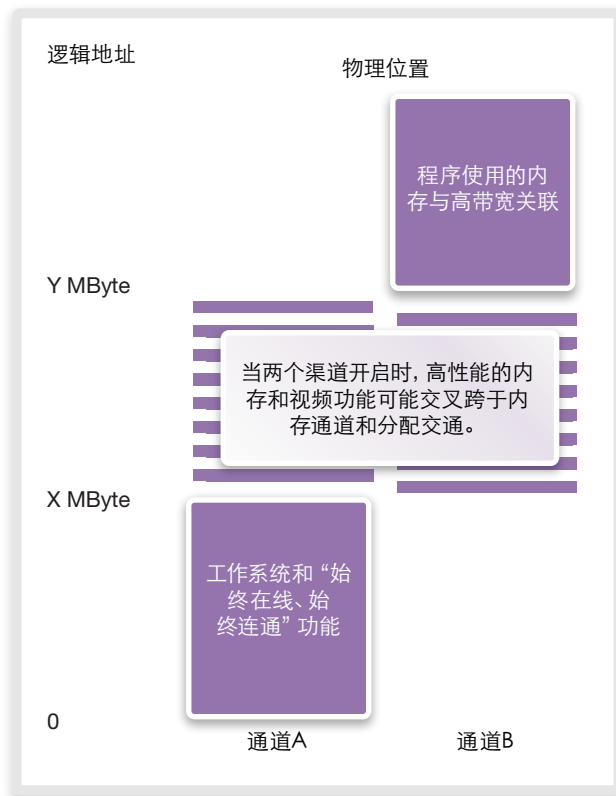 逻辑地址
物理位置
程序使用的内
存与高带宽关联
Y MByte
当两个渠道开启时, 高性能的内
存和视频功能可能交叉跨于内
存通道和分配交通。
X MByte
工作系统和 “始
终在线、始
终连通” 功能
0
通道A
通道B